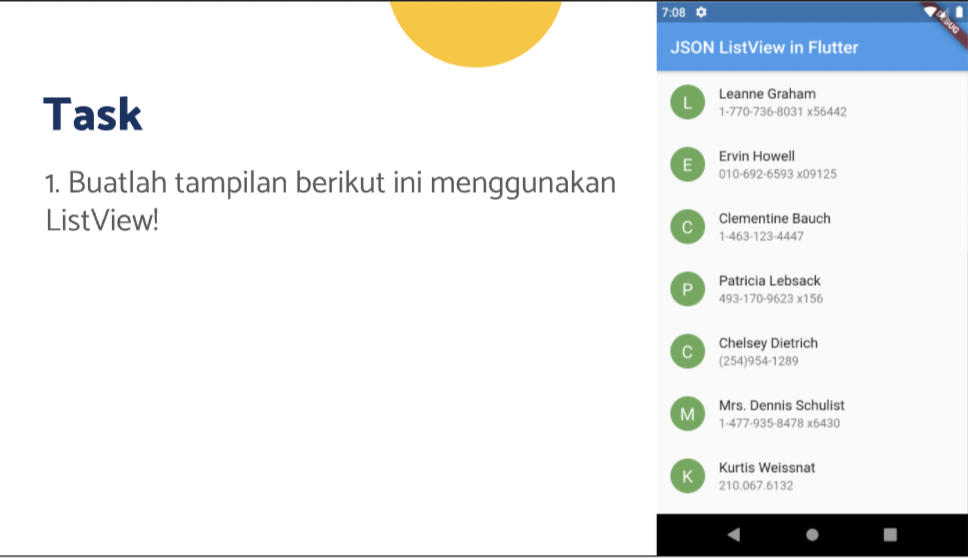 Task
1. Buatlah tampilan berikut ini menggunakan
ListView!
7:08
DEBUG
JSON ListView in Flutter
L
Leanne Graham
1-770-736-8031 x56442
E
Ervin Howell
010-692-6593 x09125
C
Clementine Bauch
1-463-123-4447
P
Patricia Lebsack
493-170-9623 x156
C
Chelsey Dietrich
(254)954-1289
M
Mrs. Dennis Schulist
1-477-935-8478 x6430
K
Kurtis Weissnat
210.067.6132